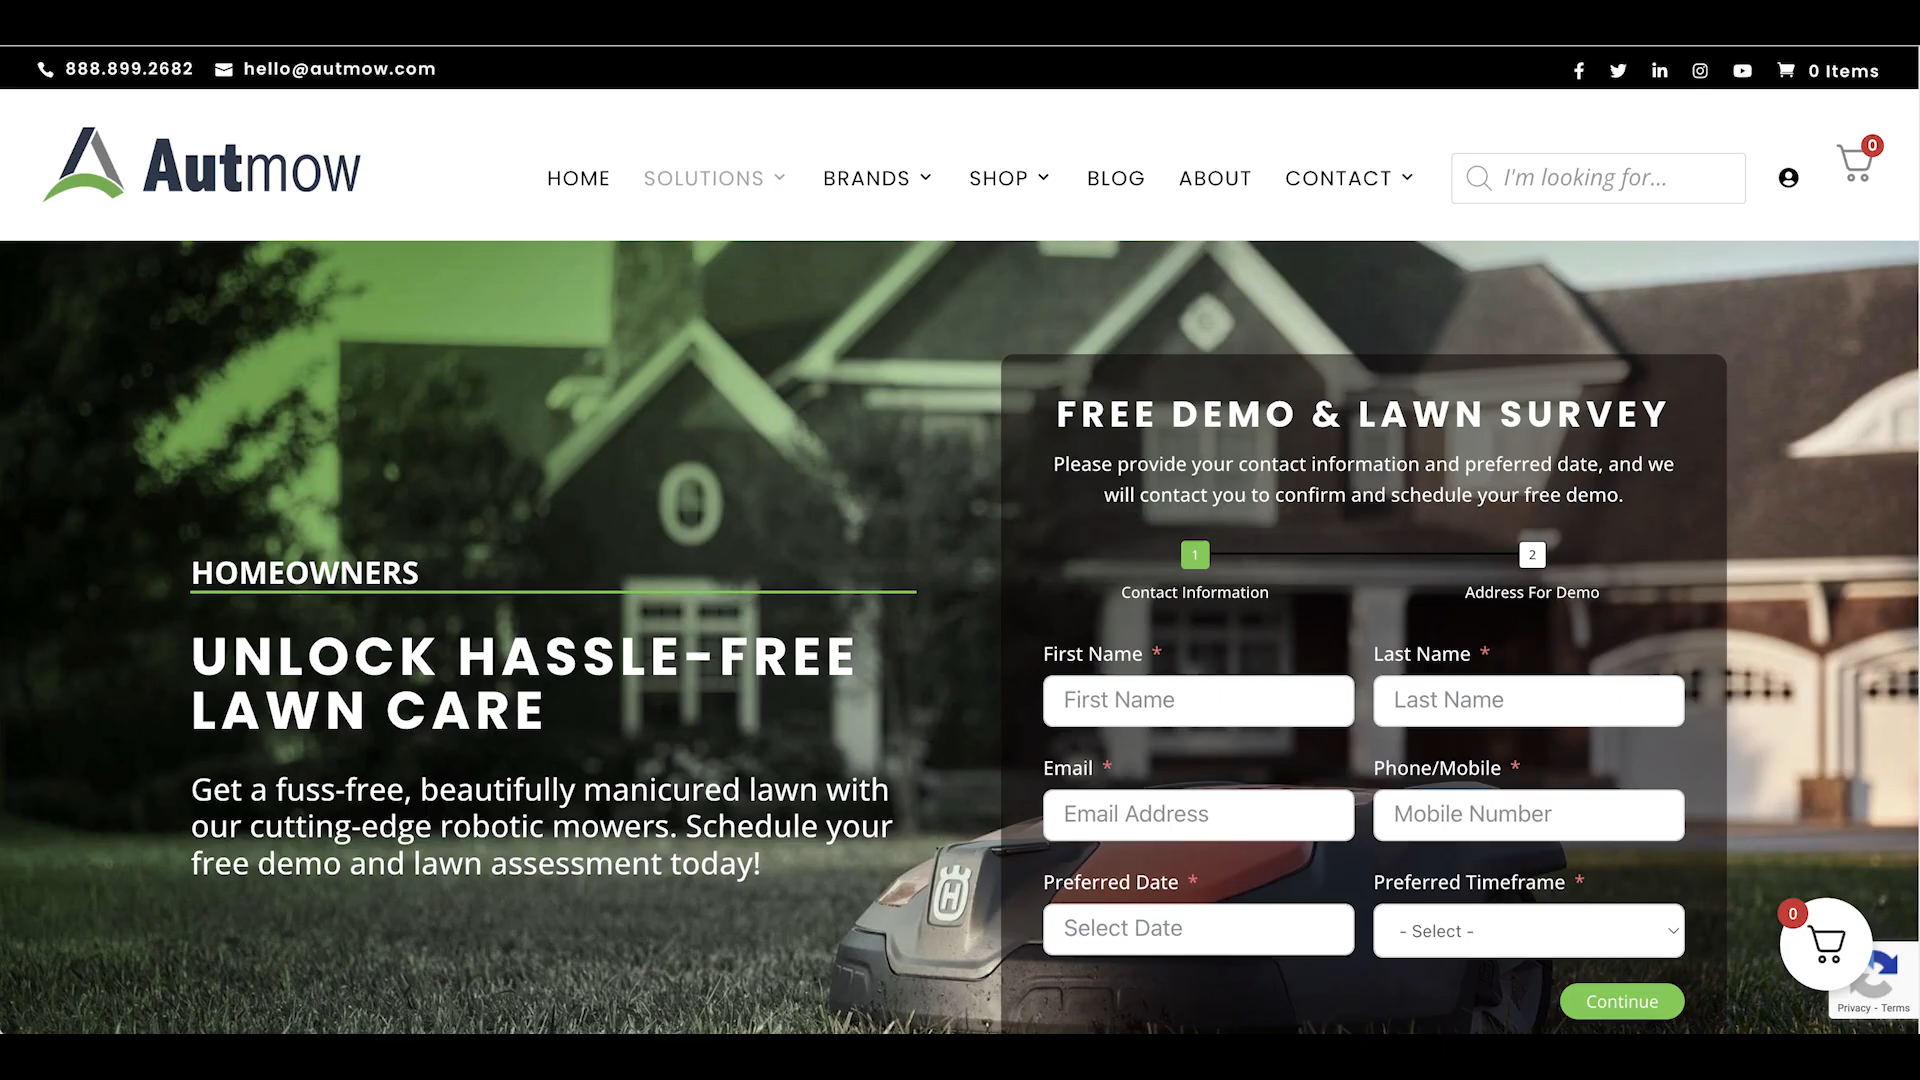 888.899.2682 hello@autmow.com
0 Items
Autmow
HOME SOLUTIONS BRANDS SHOP BLOG ABOUT CONTACT
I'm looking for...
0
FREE DEMO & LAWN SURVEY
Please provide your contact information and preferred date, and we
will contact you to confirm and schedule your free demo.
1 2
Contact Information Address For Demo
HOMEOWNERS
UNLOCK HASSLE-FREE
LAWN CARE
Get a fuss-free, beautifully manicured lawn with
our cutting-edge robotic mowers. Schedule your
free demo and lawn assessment today!
First Name * Last Name *
First Name Last Name
Email * Phone/Mobile *
Email Address Mobile Number
Preferred Date * Preferred Timeframe *
Select Date - Select -
Continue
0
Privacy - Terms
H